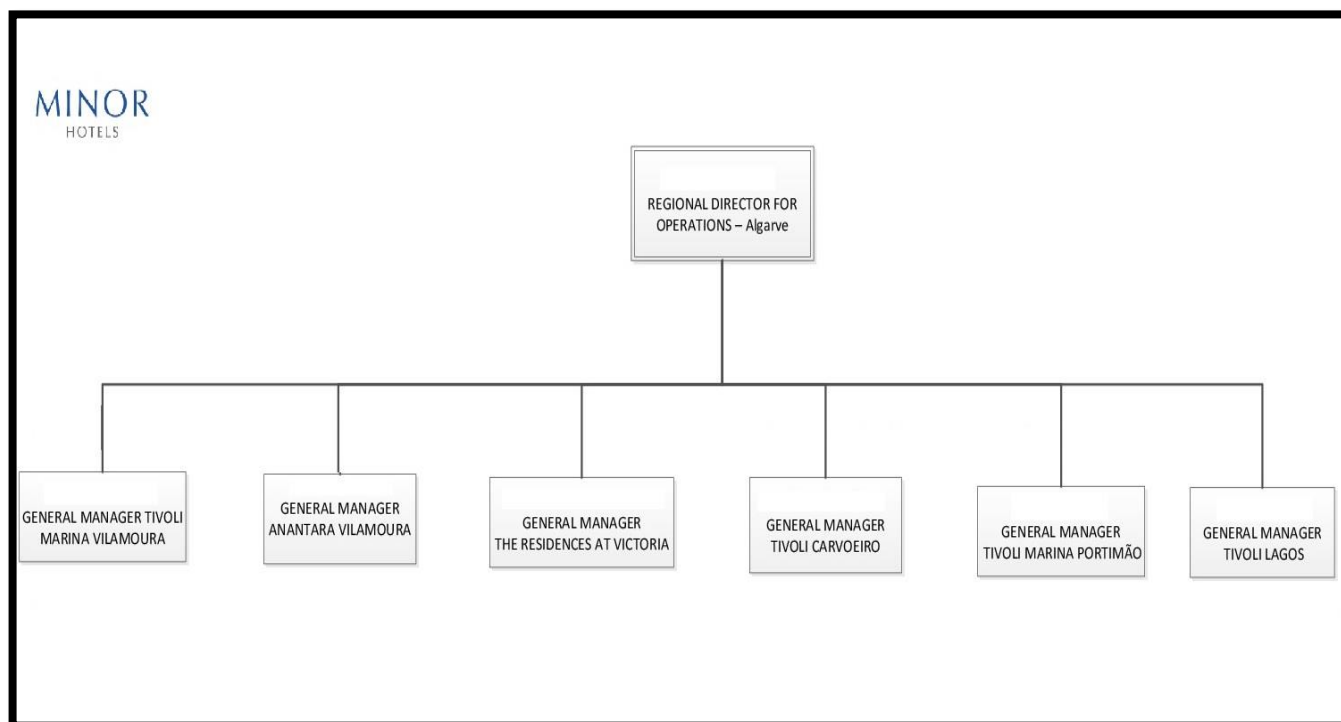 MINOR
HOTELS
REGIONAL DIRECTOR FOR
OPERATIONS – Algarve
GENERAL MANAGER TIVOLI
MARINA VILAMOURA
GENERAL MANAGER
ANANTARA VILAMOURA
GENERAL MANAGER
THE RESIDENCES AT VICTORIA
GENERAL MANAGER
TIVOLI CARVOEIRO
GENERAL MANAGER
TIVOLI MARINA PORTIMÃO
GENERAL MANAGER
TIVOLI LAGOS